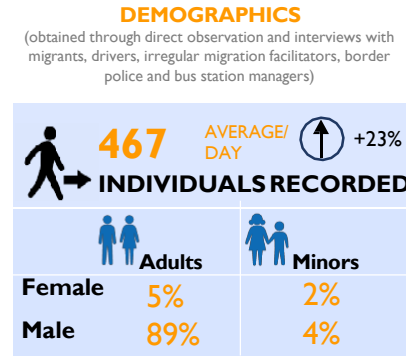 DEMOGRAPHICS
(obtained through direct observation and interviews with
migrants, drivers, irregular migration facilitators, border
police and bus station managers)
467 AVERAGE/
DAY
+23%
INDIVIDUALS RECORDED
Adults Minors
Female 5% 2%
Male 89% 4%